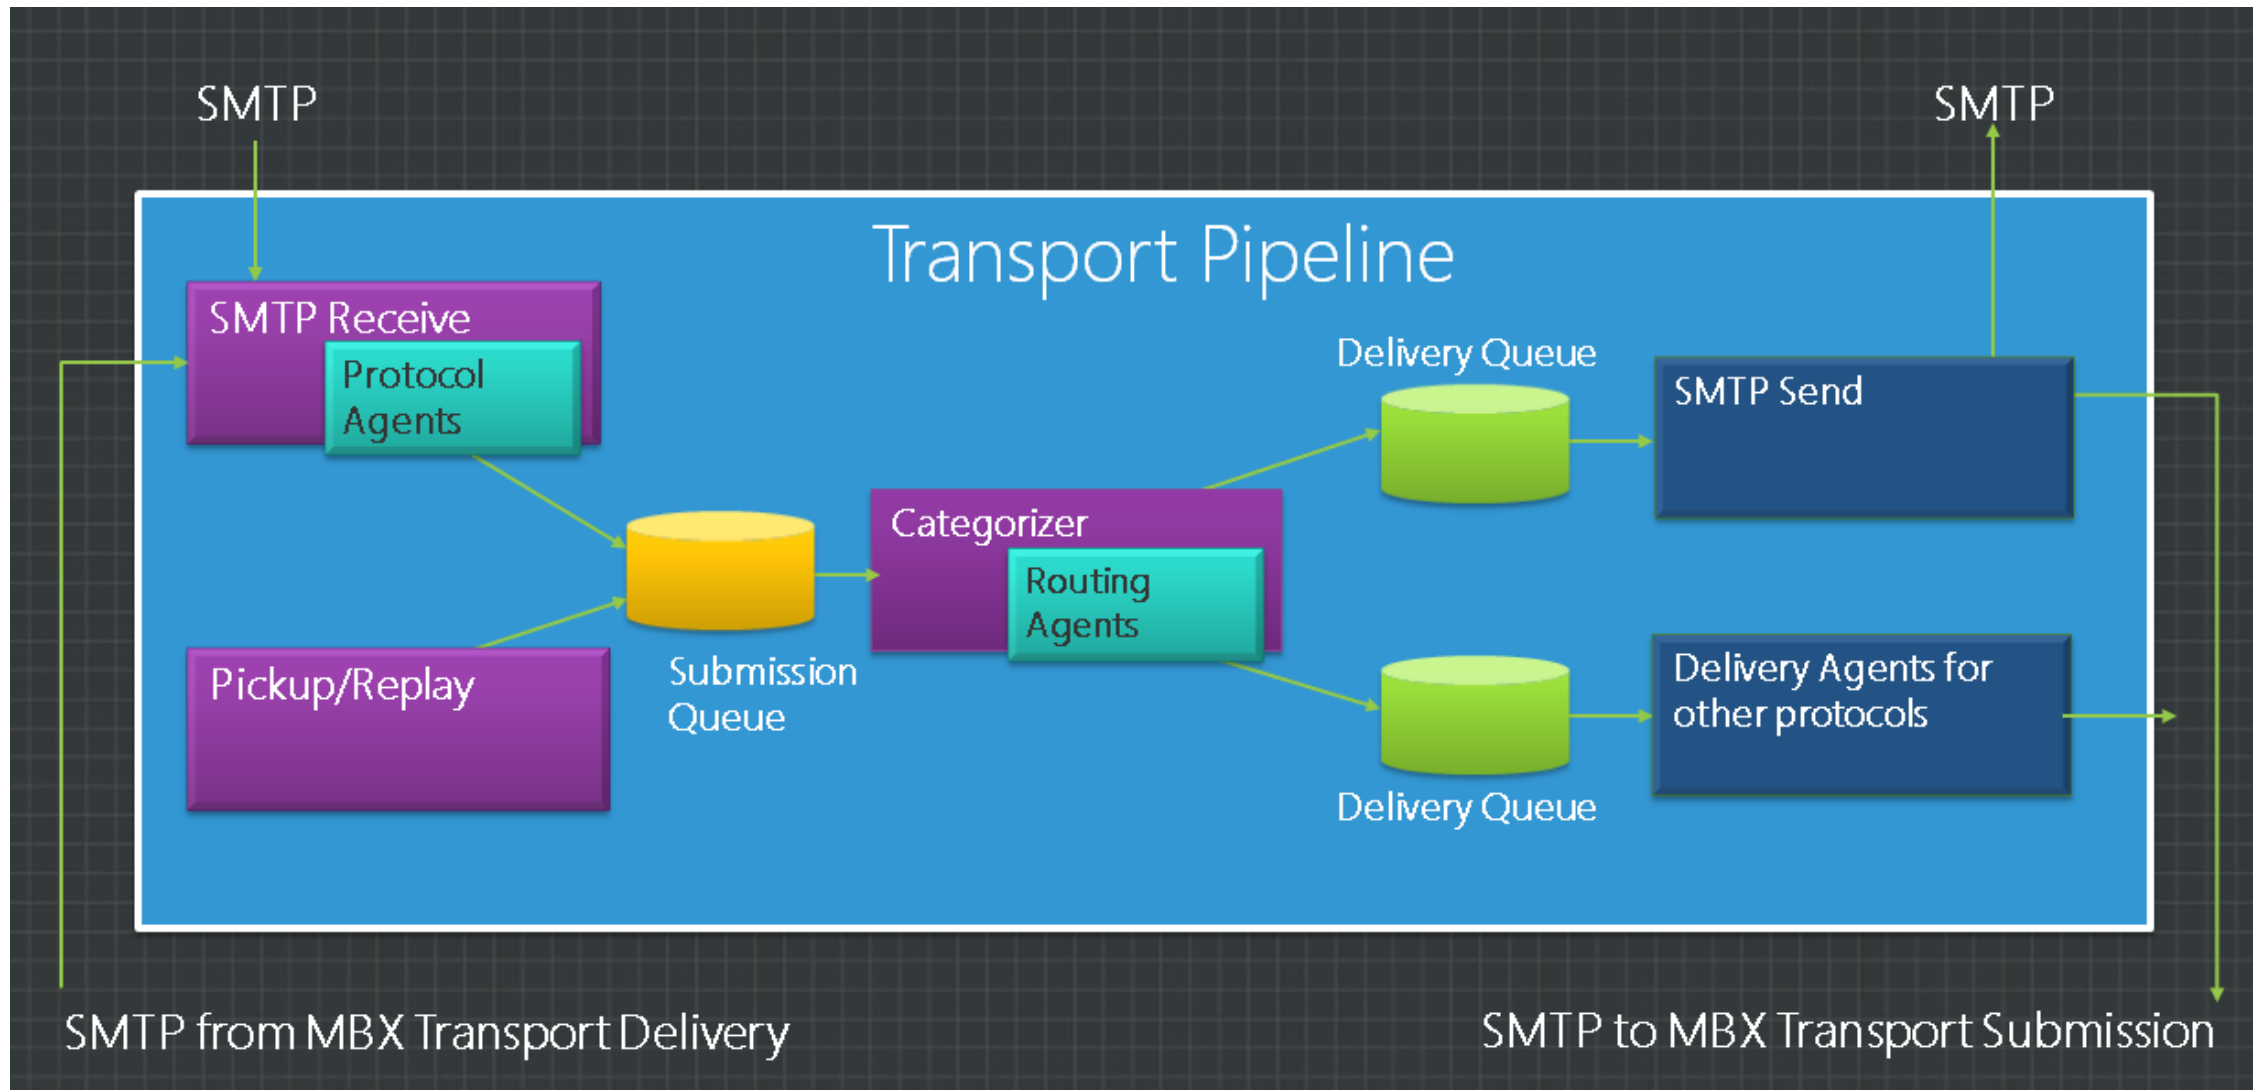 SMTP
SMTP
Transport Pipeline
SMTP Receive
Protocol
Agents
Delivery Queue
SMTP Send
Categorizer
Routing
Agents
Submission
Queue
Pickup/Replay
Delivery Agents for
other protocols
Delivery Queue
SMTP from MBX Transport Delivery
SMTP to MBX Transport Submission